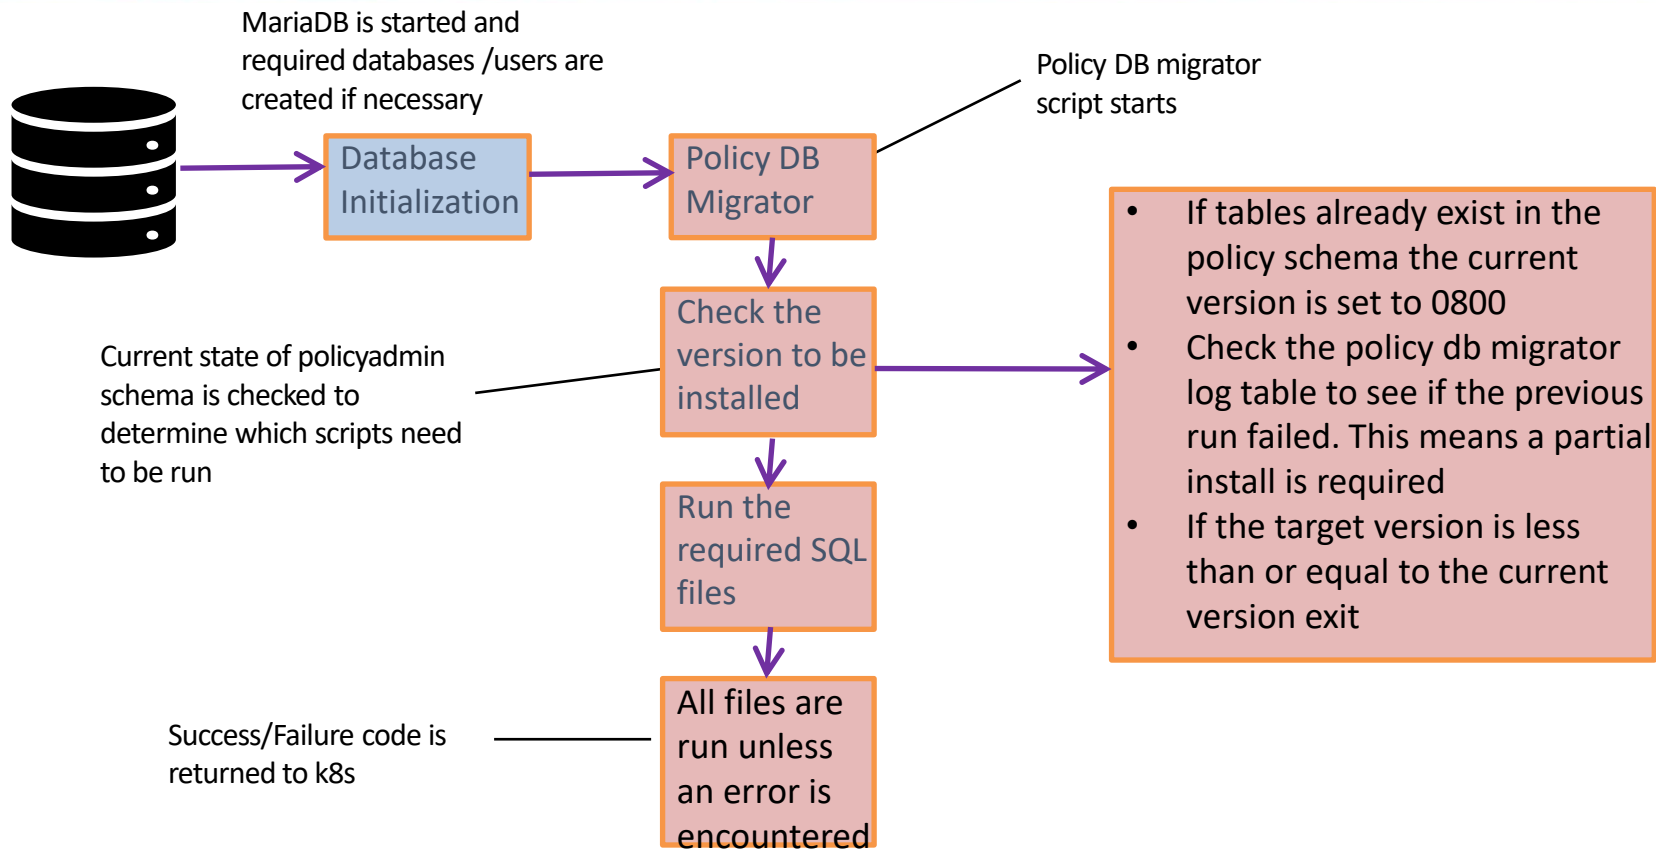 MariaDB is started and
required databases /users are
created if necessary
Policy DB migrator
script starts
Database
Initialization
Policy DB
Migrator
• If tables already exist in the
policy schema the current
version is set to 0800
• Check the policy db migrator
log table to see if the previous
run failed. This means a partial
install is required
• If the target version is less
than or equal to the current
version exit
Check the
version to be
installed
Current state of policyadmin
schema is checked to
determine which scripts need
to be run
Run the
required SQL
files
All files are
run unless
an error is
encountered
Success/Failure code is
returned to k8s